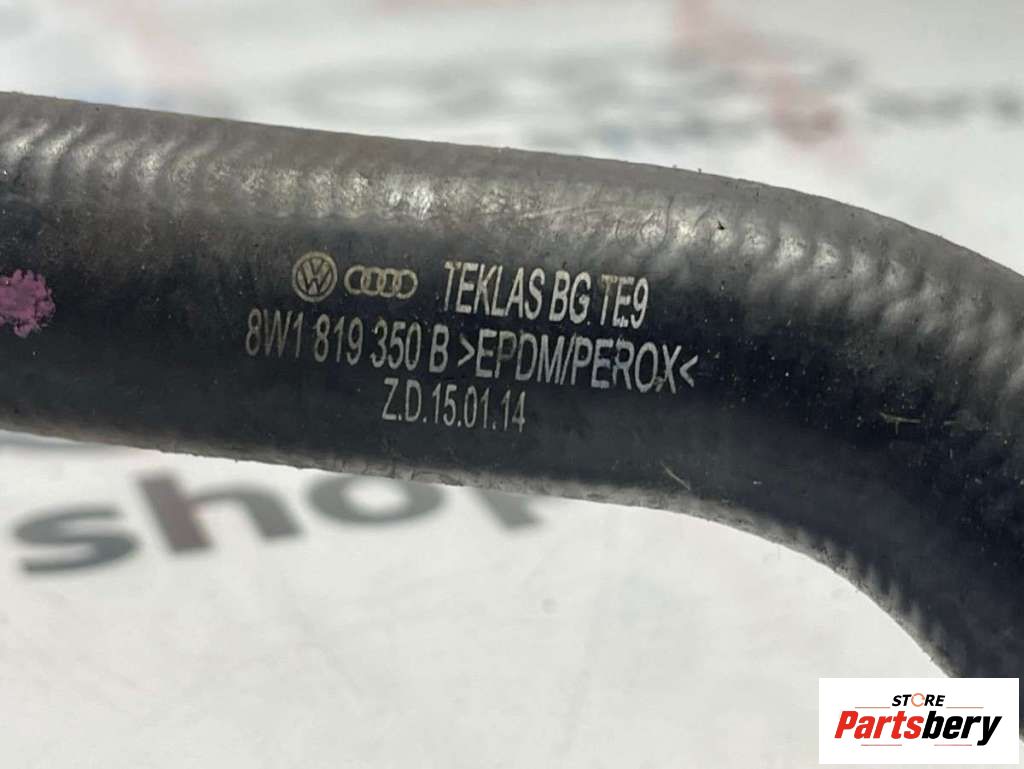 TEKLAS BG TE9
8W1 819 350 B >EPDM/PEROX<
Z.D.15.01.14
shop
STORE
Partsbery